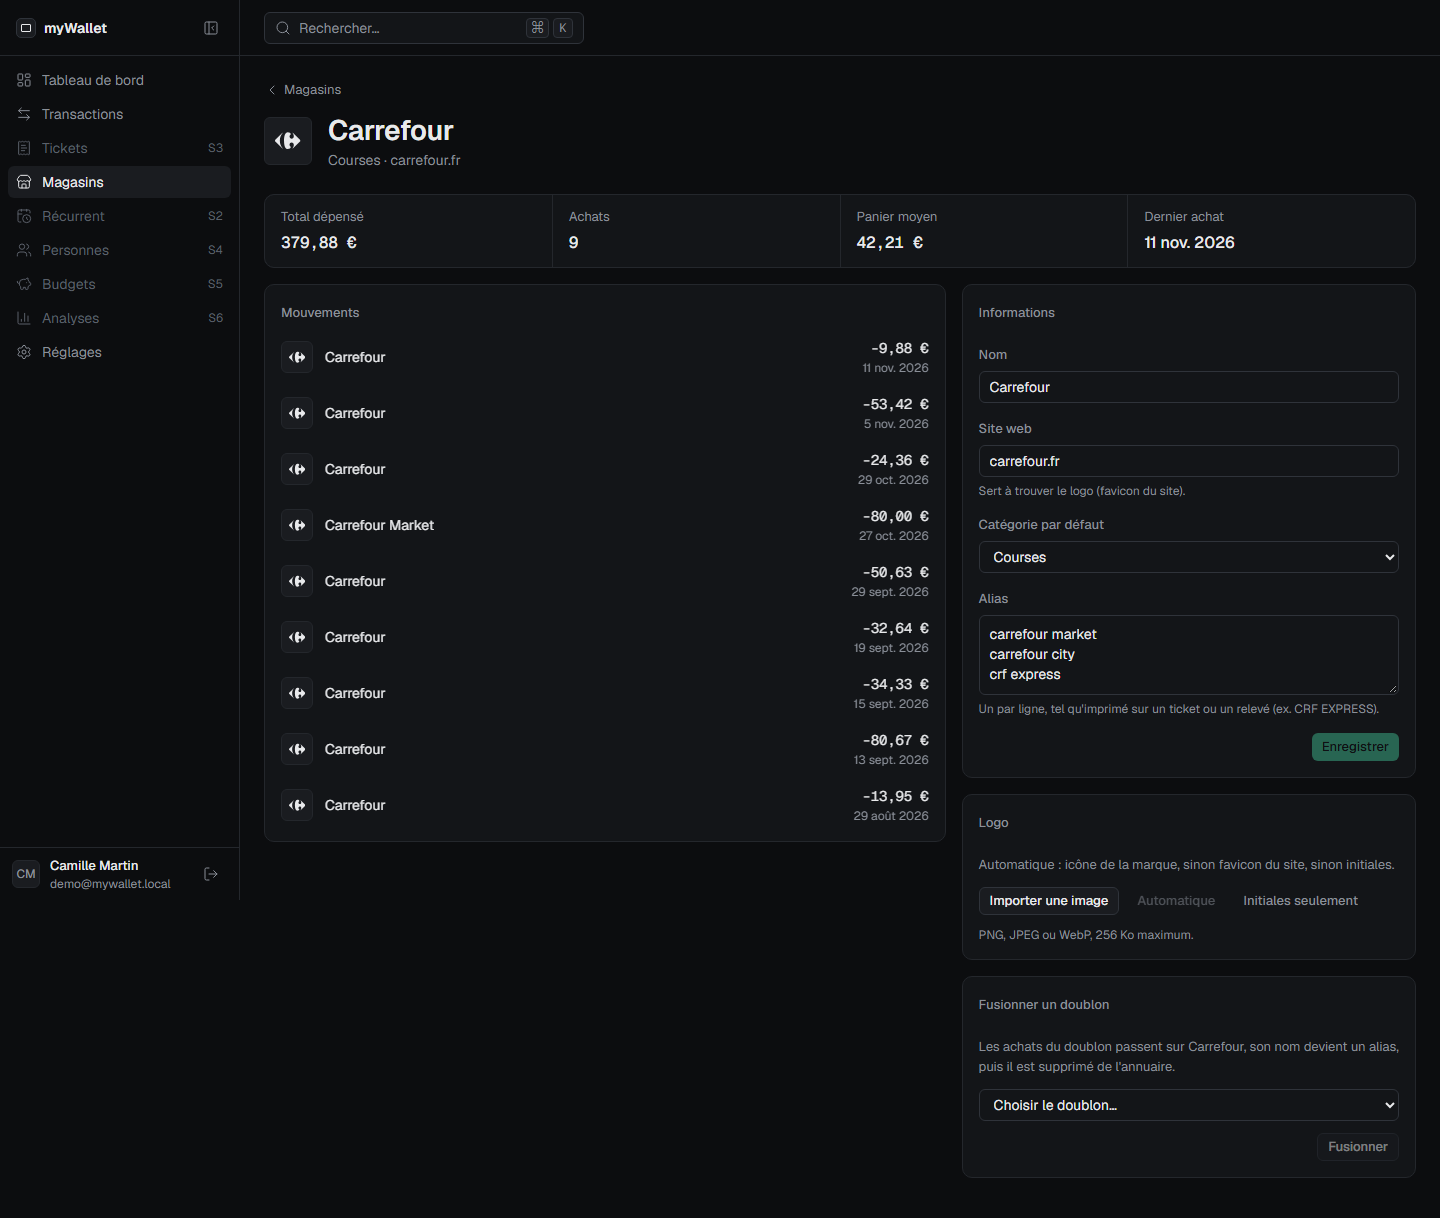 myWallet
Rechercher...
⌘ K
Tableau de bord
Transactions
Tickets S3
Magasins
Récurrent S2
Personnes S4
Budgets S5
Analyses S6
Réglages
Camille Martin
CM
demo@mywallet.local
Magasins
Carrefour
Courses · carrefour.fr
Total dépensé
379,88 €
Achats
9
Panier moyen
42,21 €
Dernier achat
11 nov. 2026
Mouvements
Carrefour -9,88 €
11 nov. 2026
Carrefour -53,42 €
5 nov. 2026
Carrefour -24,36 €
29 oct. 2026
Carrefour Market -80,00 €
27 oct. 2026
Carrefour -50,63 €
29 sept. 2026
Carrefour -32,64 €
19 sept. 2026
Carrefour -34,33 €
15 sept. 2026
Carrefour -80,67 €
13 sept. 2026
Carrefour -13,95 €
29 août 2026
Informations
Nom
Carrefour
Site web
carrefour.fr
Sert à trouver le logo (favicon du site).
Catégorie par défaut
Courses
Alias
carrefour market
carrefour city
crf express
Un par ligne, tel qu'imprimé sur un ticket ou un relevé (ex. CRF EXPRESS).
Enregistrer
Logo
Automatique : icône de la marque, sinon favicon du site, sinon initiales.
Importer une image Automatique Initiales seulement
PNG, JPEG ou WebP, 256 Ko maximum.
Fusionner un doublon
Les achats du doublon passent sur Carrefour, son nom devient un alias,
puis il est supprimé de l'annuaire.
Choisir le doublon...
Fusionner